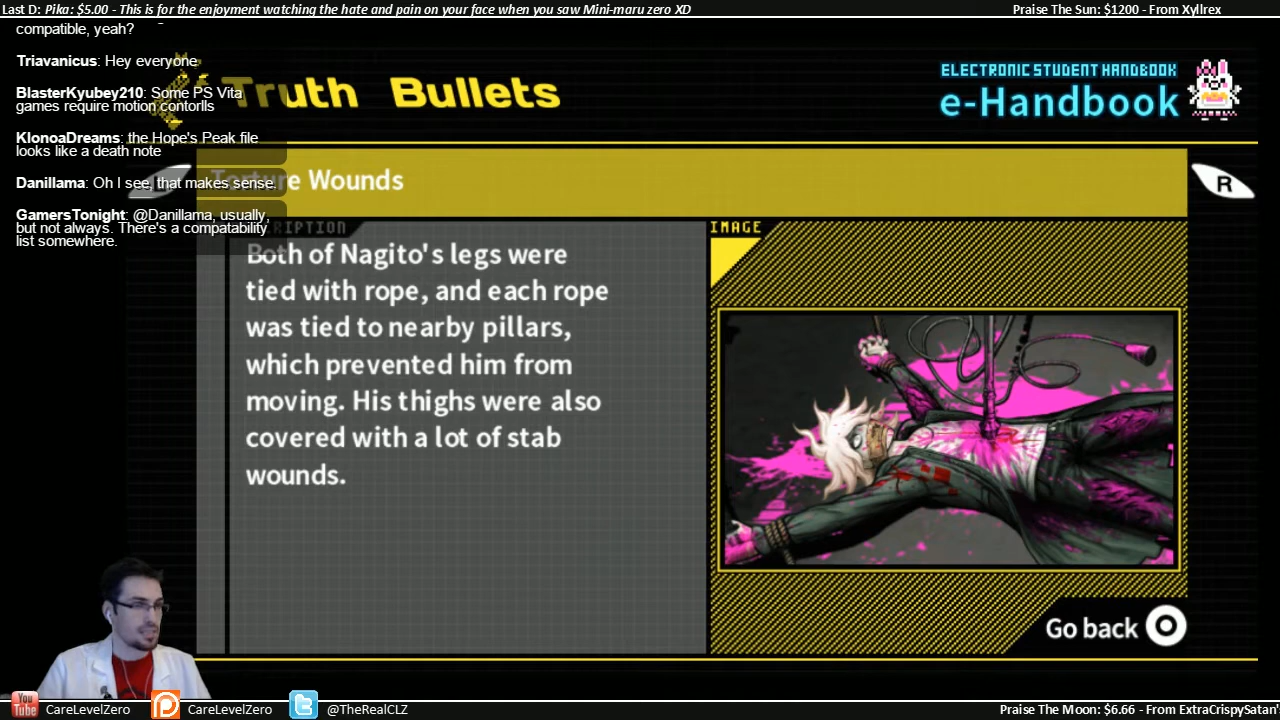 Last D: Pika: $5.00 - This is for the enjoyment watching the hate and pain on your face when you saw Mini-maru zero XD
Praise The Sun: $1200 - From Xyllrex
compatible, yeah?
Triavanicus: Hey everyone
BlasterKyubey210: Some PS Vita
games require motion contorlls
KlonoaDreams: the Hope's Peak file
looks like a death note
Danillama: Oh I see, that makes sense.
GamersTonight: @Danillama, usually,
but not always. There's a compatability
list somewhere.
Truth Bullets
ELECTRONIC STUDENT HANDBOOK
e-Handbook
Torture Wounds
R
RIPTION
Both of Nagito's legs were
tied with rope, and each rope
was tied to nearby pillars,
which prevented him from
moving. His thighs were also
covered with a lot of stab
wounds.
IMAGE
Go back
You Tube CareLevelZero
CareLevelZero
@TheRealCLZ
Praise The Moon: $6.66 - From ExtraCrispySatan'